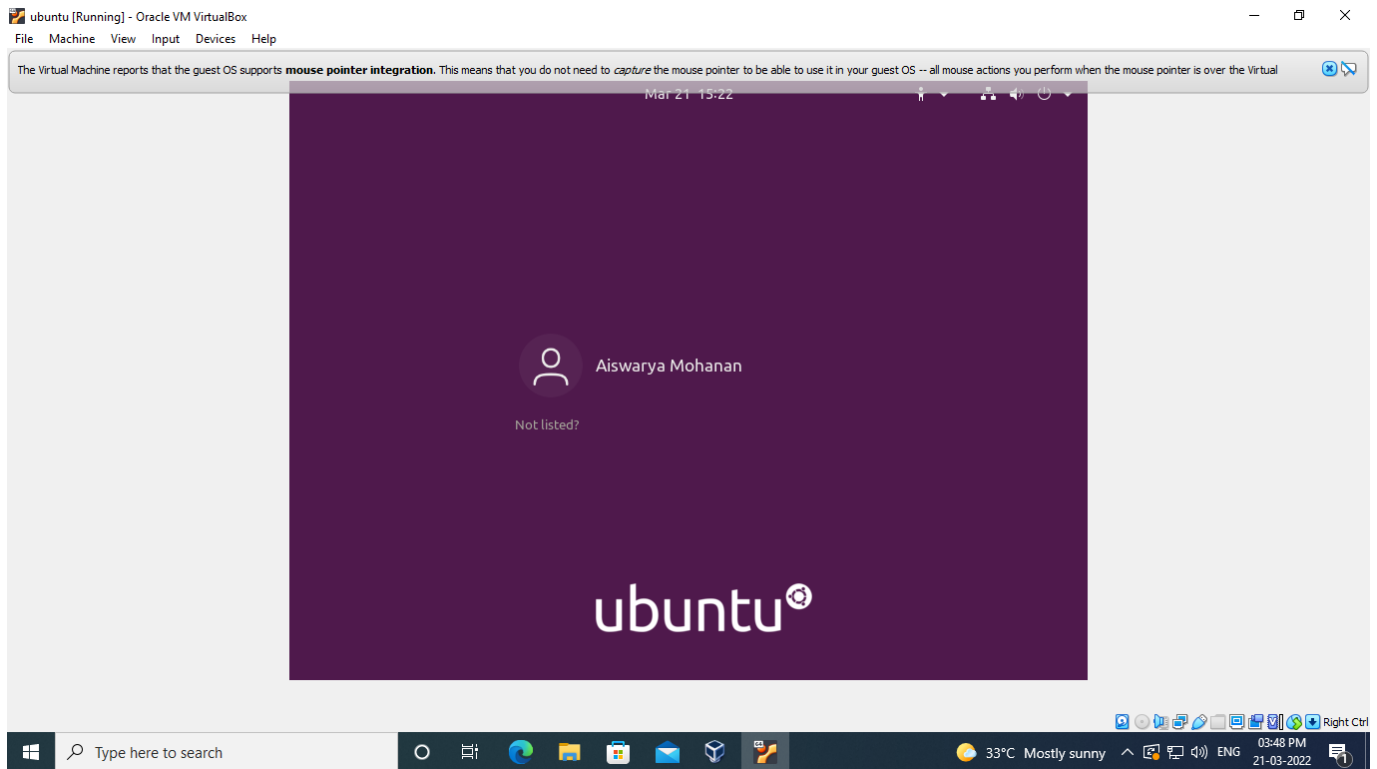 ubuntu [Running] - Oracle VM VirtualBox
File Machine View Input Devices Help
The Virtual Machine reports that the guest OS supports mouse pointer integration. This means that you do not need to capture the mouse pointer to be able to use it in your guest OS -- all mouse actions you perform when the mouse pointer is over the Virtual
Mar 21 15:22
Aiswarya Mohanan
Not listed?
ubuntu
Right Ctrl
Type here to search
33°C Mostly sunny
ENG
03:48 PM
21-03-2022
1